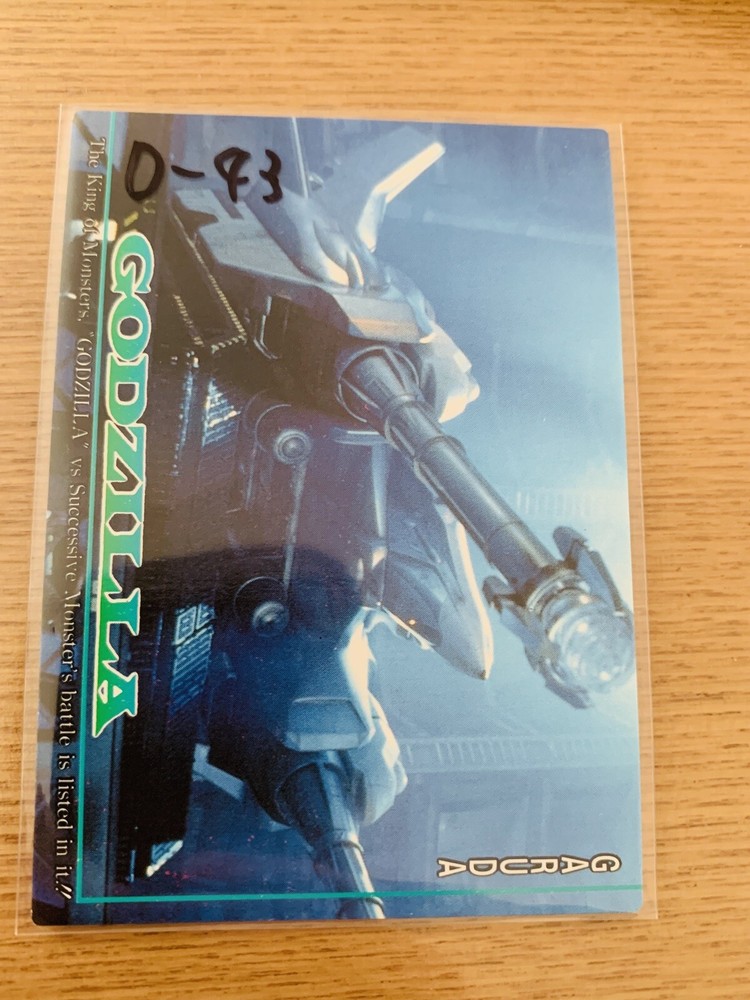 D-43
GODZILLA
The King of Monsters, "GODZILLA" vs Successive Monster's battle is listed in it!!
GARUDA